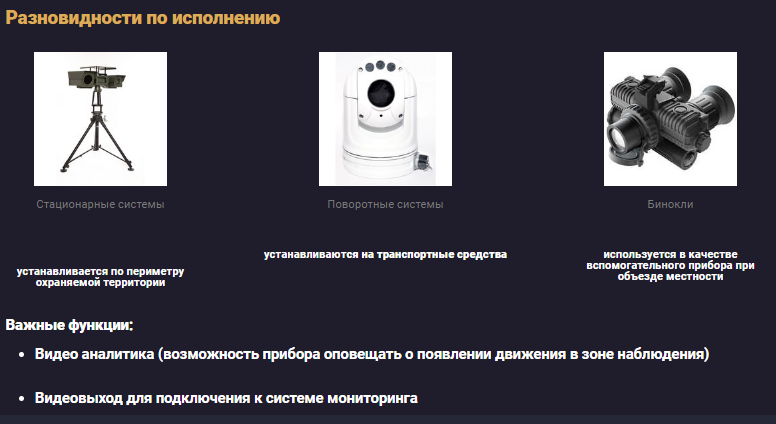 Разновидности по исполнению
Стационарные системы
Поворотные системы
Бинокли
устанавливается по периметру
охраняемой территории
устанавливаются на транспортные средства
используется в качестве
вспомогательного прибора при
объезде местности
Важные функции:
• Видео аналитика (возможность прибора оповещать о появлении движения в зоне наблюдения)
• Видеовыход для подключения к системе мониторинга